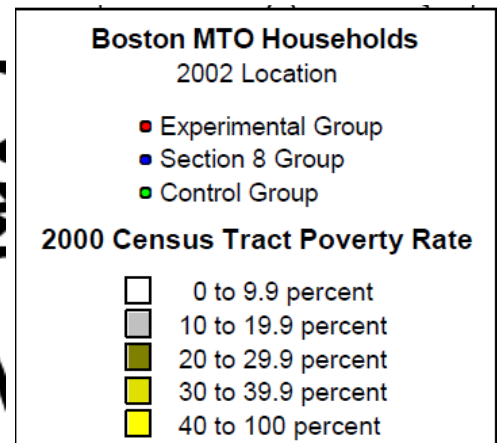 Boston MTO Households
2002 Location
Experimental Group
Section 8 Group
Control Group
2000 Census Tract Poverty Rate
0 to 9.9 percent
10 to 19.9 percent
20 to 29.9 percent
30 to 39.9 percent
40 to 100 percent